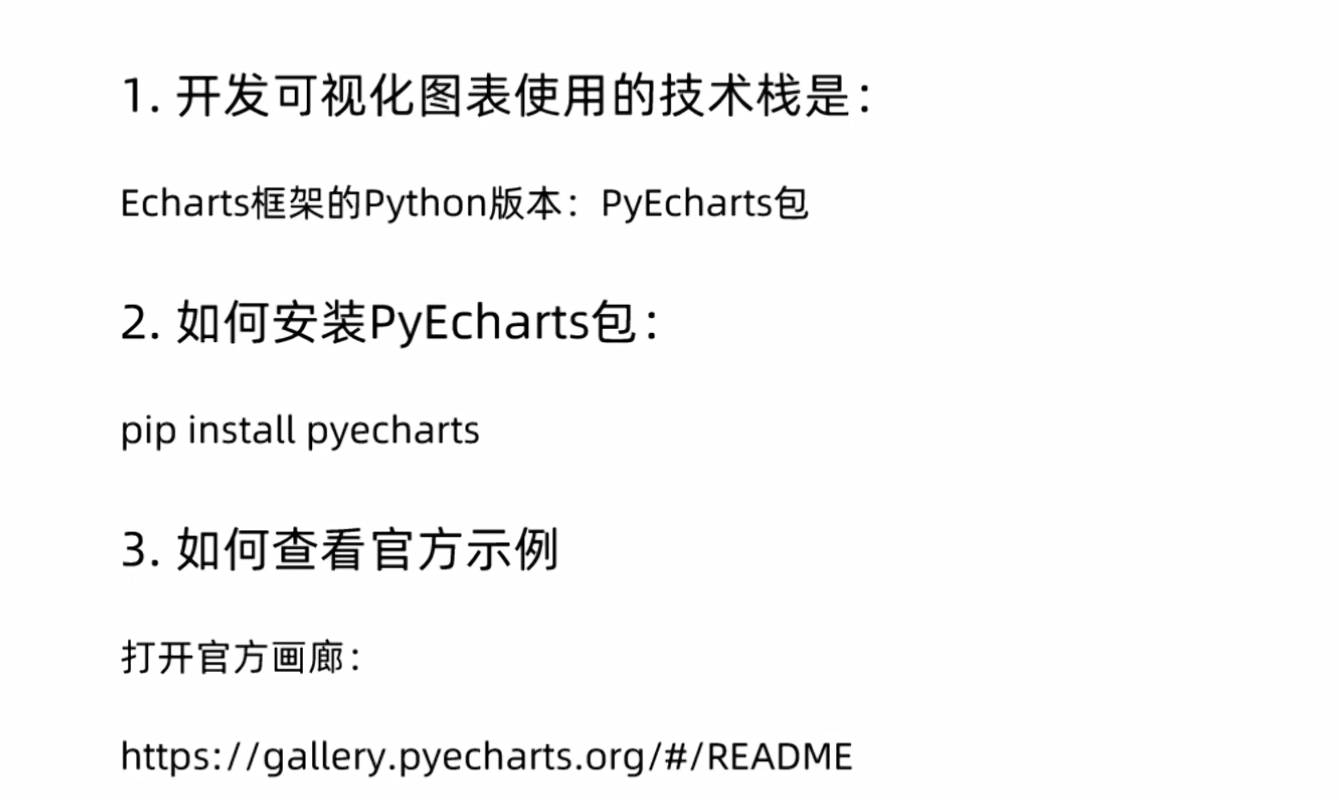 1. 开发可视化图表使用的技术栈是：
Echarts框架的Python版本：PyEcharts包
2. 如何安装PyEcharts包：
pip install pyecharts
3. 如何查看官方示例
打开官方画廊：
https://gallery.pyecharts.org/#/README